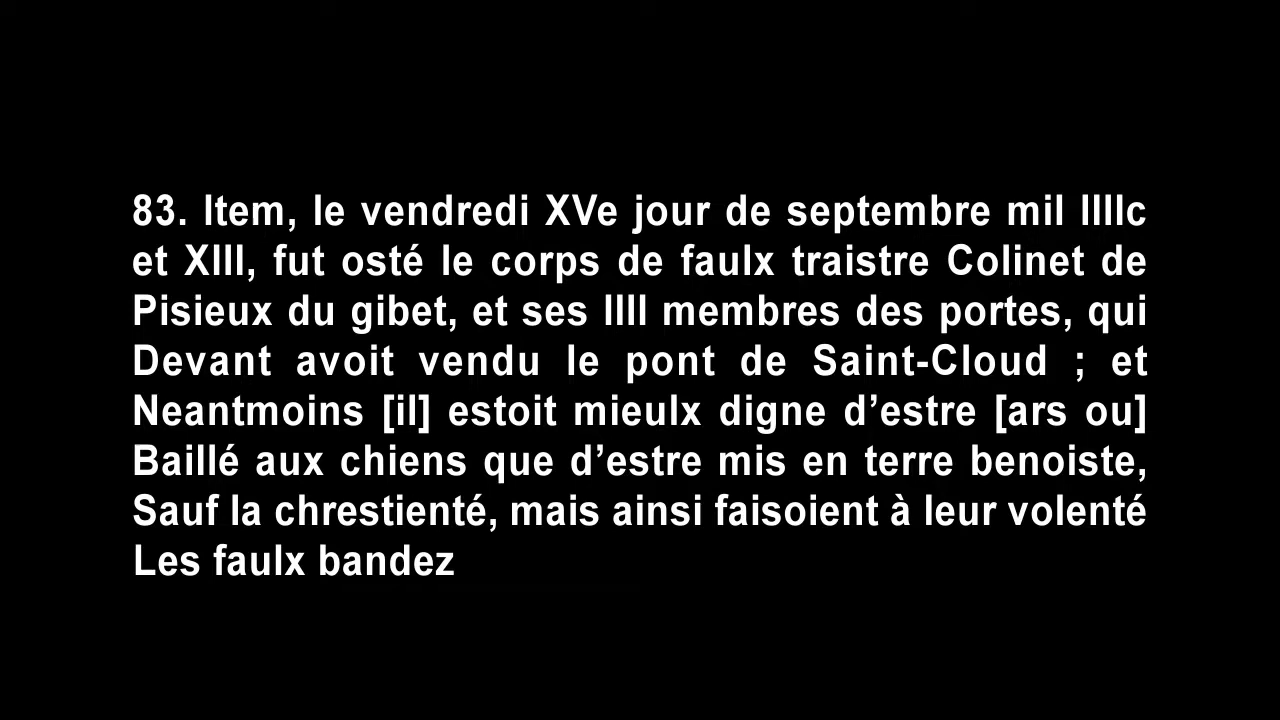 83. Item, le vendredi XVe jour de septembre mil IIIIc
et XIII, fut osté le corps de faulx traistre Colinet de
Pisieux du gibet, et ses IIII membres des portes, qui
Devant avoit vendu le pont de Saint-Cloud ; et
Neantmoins [il] estoit mieulx digne d’estre [ars ou]
Baillé aux chiens que d’estre mis en terre benoiste,
Sauf la chrestienté, mais ainsi faisoient à leur volenté
Les faulx bandez